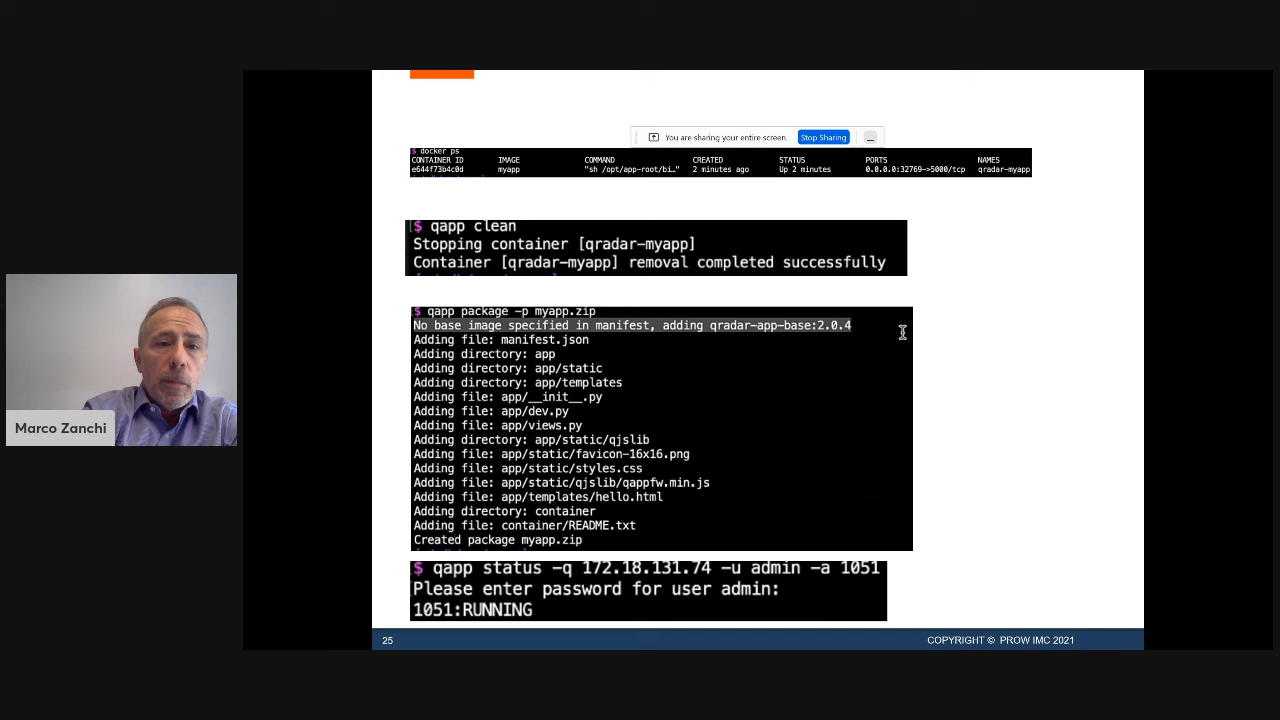 You are sharing your entire screen. Stop Sharing
$ docker ps
CONTAINER ID IMAGE COMMAND CREATED STATUS PORTS NAMES
e644f73b4c0d myapp "sh /opt/app-root/bi…" 2 minutes ago Up 2 minutes 0.0.0.0:32769->5000/tcp qradar-myapp
$ qapp clean
Stopping container [qradar-myapp]
Container [qradar-myapp] removal completed successfully
$ qapp package -p myapp.zip
No base image specified in manifest, adding qradar-app-base:2.0.4
Adding file: manifest.json
Adding directory: app
Adding directory: app/static
Adding directory: app/templates
Adding file: app/__init__.py
Adding file: app/dev.py
Adding file: app/views.py
Adding directory: app/static/qjslib
Adding file: app/static/favicon-16x16.png
Adding file: app/static/styles.css
Adding file: app/static/qjslib/qappfw.min.js
Adding file: app/templates/hello.html
Adding directory: container
Adding file: container/README.txt
Created package myapp.zip
$ qapp status -q 172.18.131.74 -u admin -a 1051
Please enter password for user admin:
1051:RUNNING
Marco Zanchi
25 COPYRIGHT © PROW IMC 2021